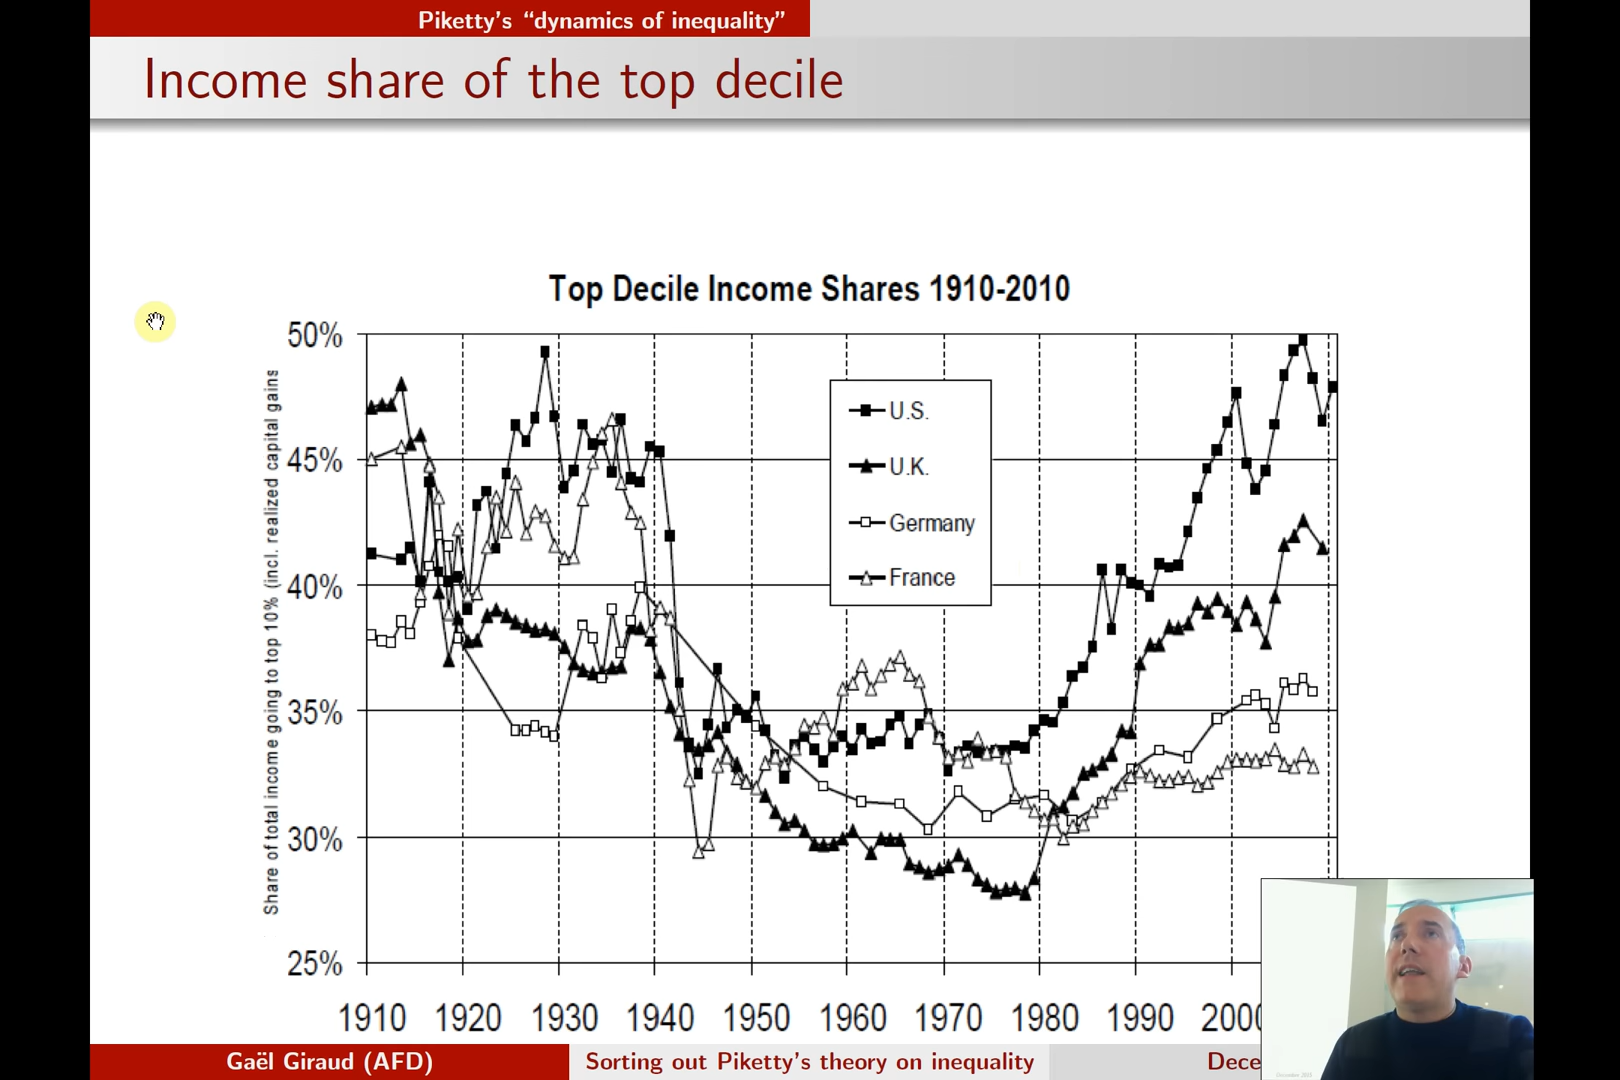 Piketty's “dynamics of inequality”
Income share of the top decile
Top Decile Income Shares 1910-2010
Share of total income going to top 10% (incl. realized capital gains
50%
45%
40%
35%
30%
25%
U.S.
U.K.
Germany
France
1910 1920 1930 1940 1950 1960 1970 1980 1990 2000
Gaël Giraud (AFD) Sorting out Piketty's theory on inequality Dece